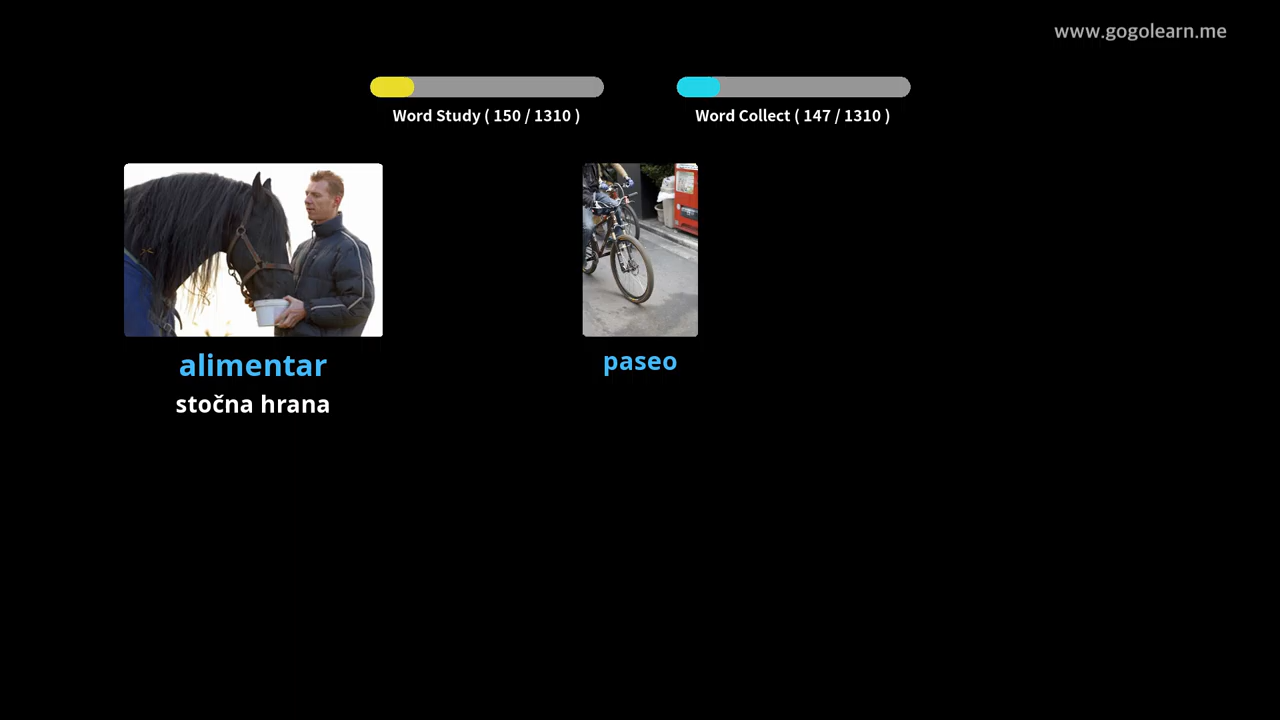 www.gogolearn.me
Word Study ( 150 / 1310 )
Word Collect ( 147 / 1310 )
alimentar
stočna hrana
paseo